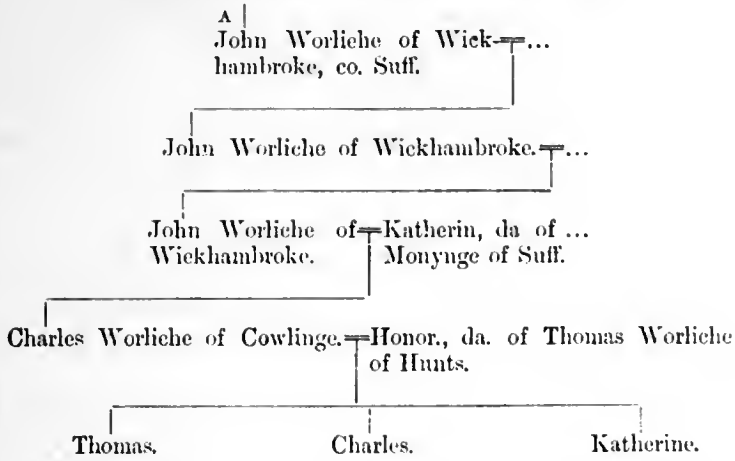 A
John Worliche of Wick- = ...
hambroke, co. Suff.
John Worliche of Wickhambroke. = ...
John Worliche of = Katherin, da of ...
Wickhambroke. Monynge of Suff.
Charles Worliche of Cowlinge. = Honor., da. of Thomas Worliche
of Hunts.
Thomas. Charles. Katherine.